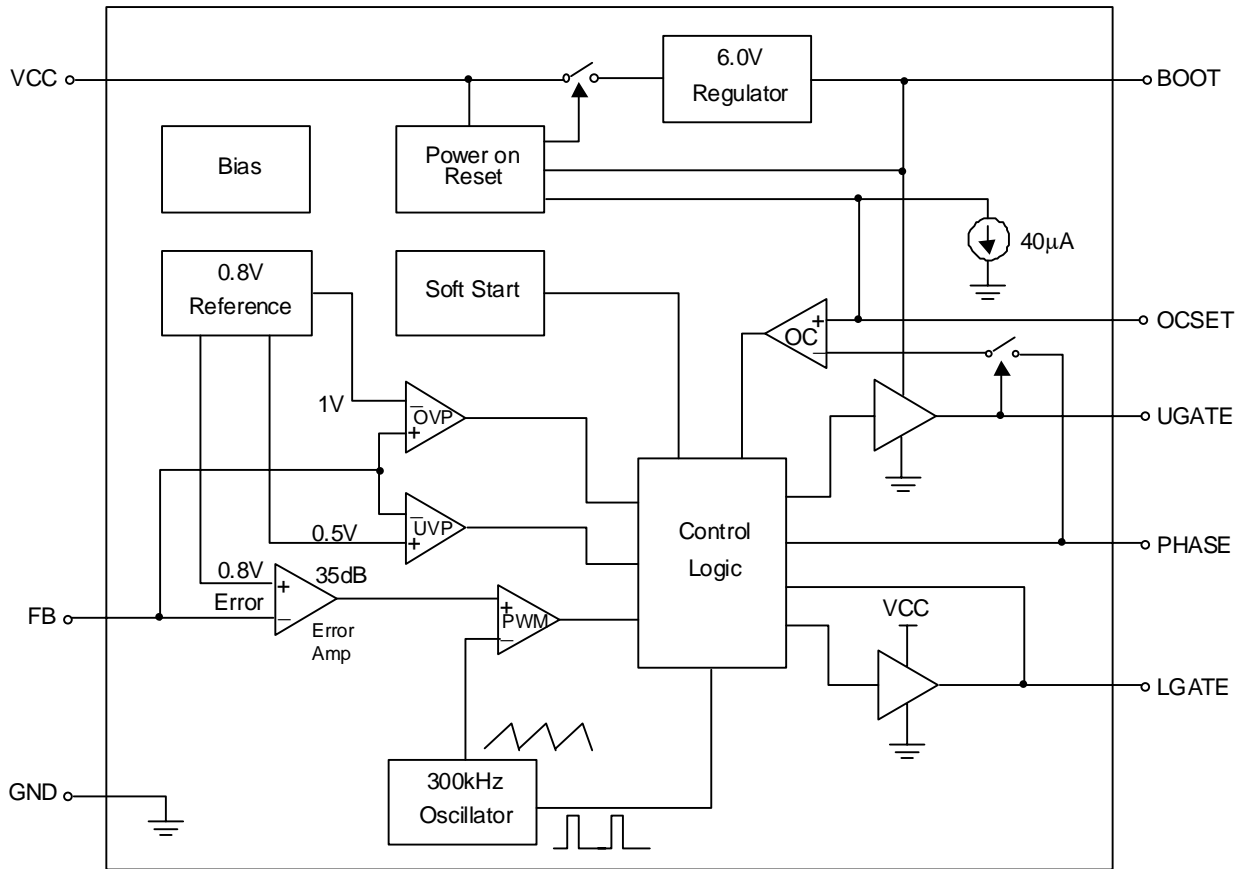 VCC
6.0V
Regulator
BOOT
Bias
Power on
Reset
40µA
0.8V
Reference
Soft Start
+
OC
–
OCSET
1V
–
OVP
+
UGATE
–
UVP
+
0.5V
Control
Logic
PHASE
0.8V
+
35dB
FB
Error
–
Error
Amp
+
PWM
–
VCC
LGATE
300kHz
Oscillator
GND